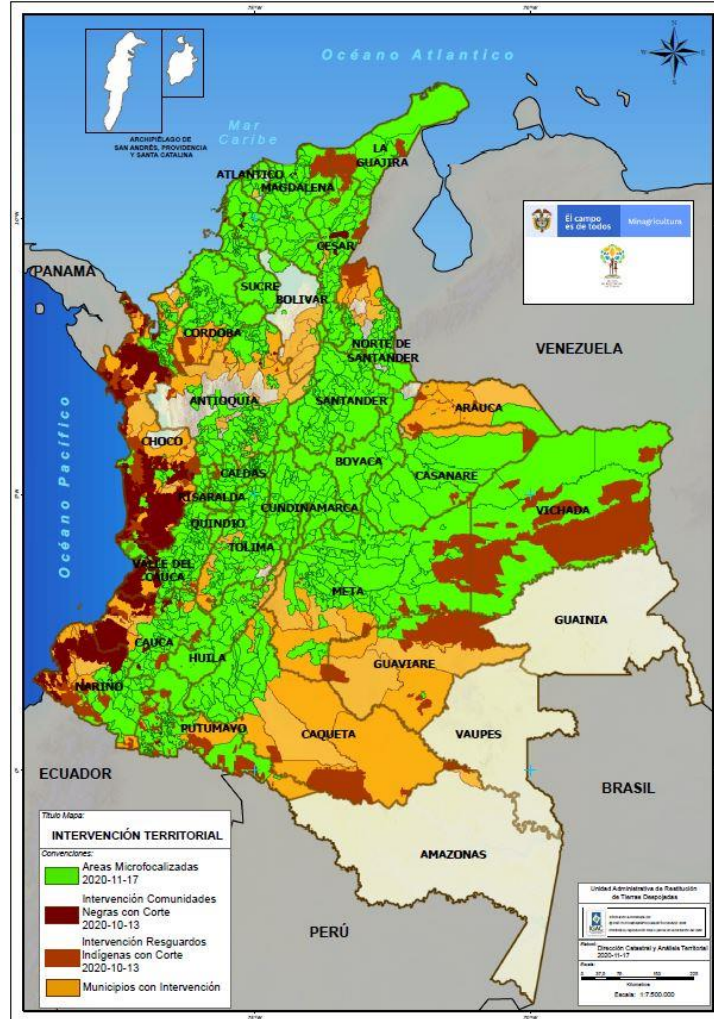 Océano Atlantico
Mar
Caribe
ARCHIPIÉLAGO DE
SAN ANDRÉS, PROVIDENCIA
Y SANTA CATALINA
LA
GUAJIRA
ATLANTICO
MAGDALENA
CESAR
El campo
es de todos
Minagricultura
PANAMÁ
SUCRE
BOLIVAR
CORDOBA
NORTE DE
SANTANDER
VENEZUELA
ANTIOQUIA
SANTANDER
ARAUCA
Océano Pacífico
CHOCO
BOYACA
CALDAS
CASANARE
RISARALDA
VICHADA
QUINDIO
CUNDINAMARCA
TOLIMA
VALLE DEL
CAUCA
META
GUAINIA
CAUCA
HUILA
GUAVIARE
NARIÑO
PUTUMAYO
CAQUETA
VAUPES
ECUADOR
BRASIL
AMAZONAS
PERÚ
Título Mapa:
INTERVENCIÓN TERRITORIAL
Convenciones:
Areas Microfocalizadas
2020-11-17
Intervención Comunidades
Negras con Corte
2020-10-13
Intervención Resguardos
Indígenas con Corte
2020-10-13
Municipios con Intervención
Unidad Administrativa de Restitución
de Tierras Despojadas
IGAC
Dirección Catastral y Análisis Territorial
2020-11-17
Escala: 1:7.500.000